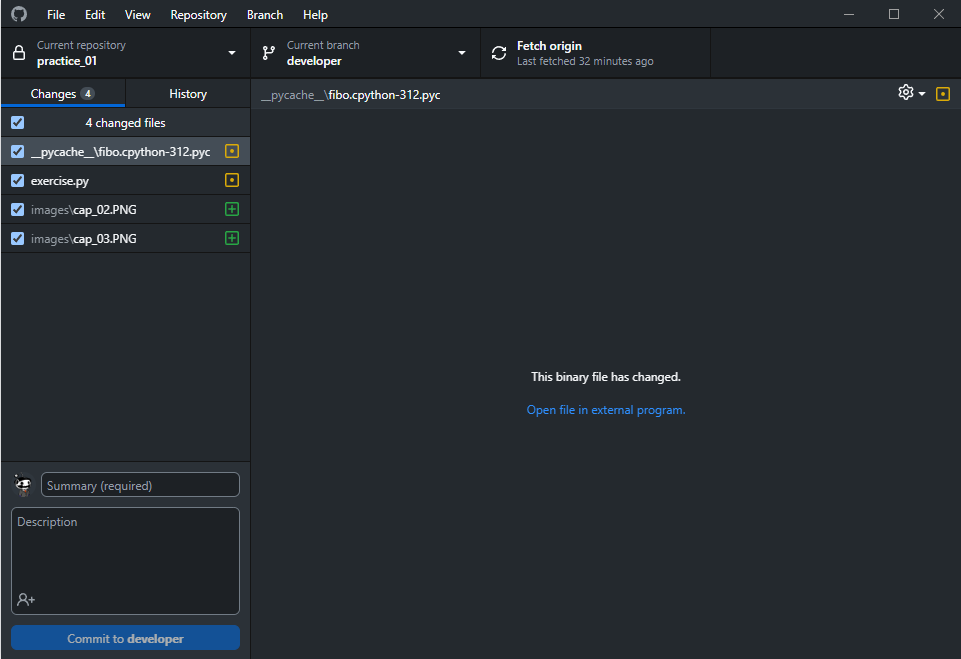 File Edit View Repository Branch Help
Current repository
practice_01
Current branch
developer
Fetch origin
Last fetched 32 minutes ago
Changes 4
History
__pycache__\fibo.cpython-312.pyc
4 changed files
__pycache__\fibo.cpython-312.pyc
exercise.py
images\cap_02.PNG
images\cap_03.PNG
This binary file has changed.
Open file in external program.
Summary (required)
Description
Commit to developer